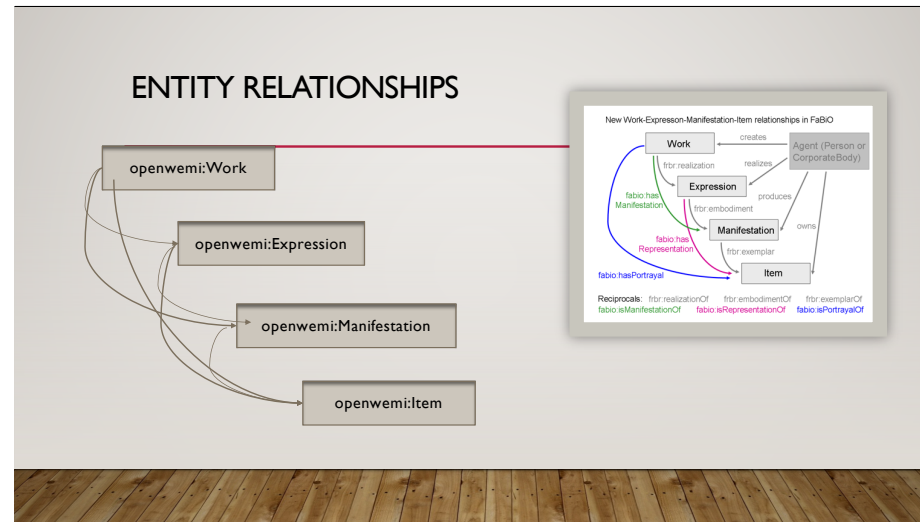 ENTITY RELATIONSHIPS
openwemi:Work
openwemi:Expression
openwemi:Manifestation
openwemi:Item
New Work-Expresson-Manifestation-Item relationships in FaBiO
Work
creates
Agent (Person or
CorporateBody)
frbr:realization
realizes
Expression
fabio:has
Manifestation
produces
frbr:embodiment
Manifestation
owns
fabio:has
Representation
frbr:exemplar
Item
fabio:hasPortrayal
Reciprocals: frbr:realizationOf frbr:embodimentOf frbr:exemplarOf
fabio:isManifestationOf fabio:isRepresentationOf fabio:isPortrayalOf